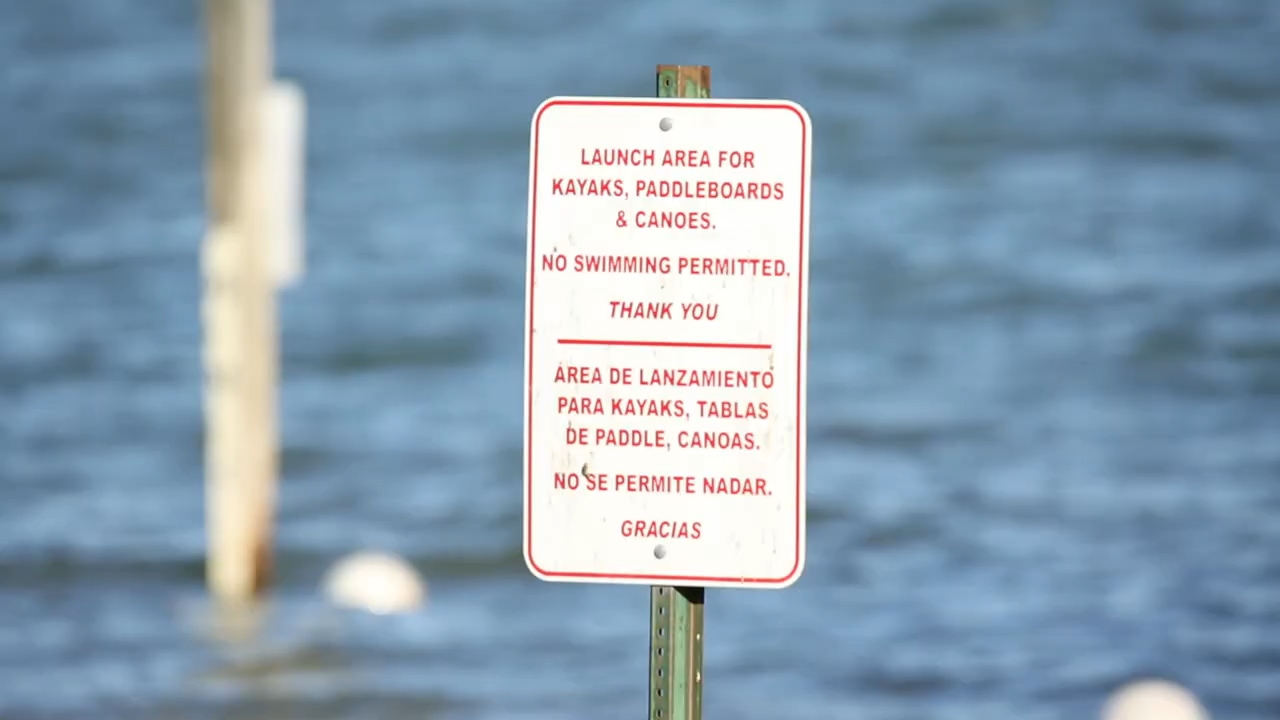 LAUNCH AREA FOR
KAYAKS, PADDLEBOARDS
& CANOES.
NO SWIMMING PERMITTED.
THANK YOU
ÁREA DE LANZAMIENTO
PARA KAYAKS, TABLAS
DE PADDLE, CANOAS.
NO SE PERMITE NADAR.
GRACIAS